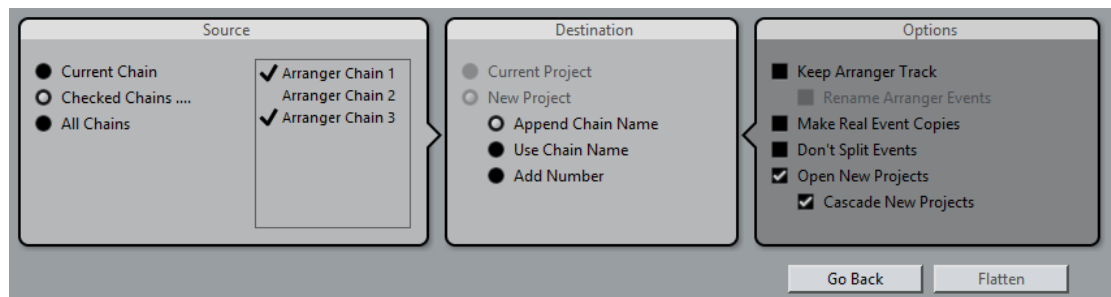 Source
Current Chain
Checked Chains ....
All Chains
Arranger Chain 1
Arranger Chain 2
Arranger Chain 3
Destination
Current Project
New Project
Append Chain Name
Use Chain Name
Add Number
Options
Keep Arranger Track
Rename Arranger Events
Make Real Event Copies
Don't Split Events
Open New Projects
Cascade New Projects
Go Back
Flatten